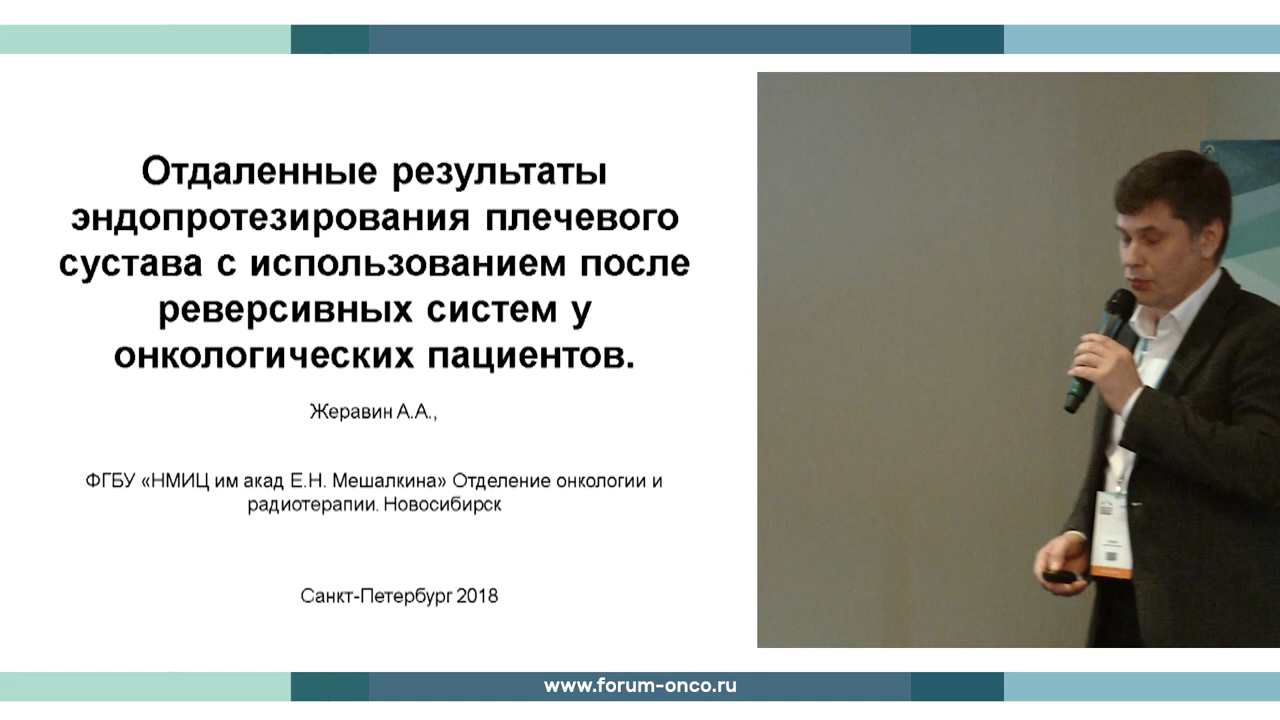 Отдаленные результаты
эндопротезирования плечевого
сустава с использованием после
реверсивных систем у
онкологических пациентов.
Жеравин А.А.,
ФГБУ «НМИЦ им акад Е.Н. Мешалкина» Отделение онкологии и
радиотерапии. Новосибирск
Санкт-Петербург 2018
www.forum-onco.ru